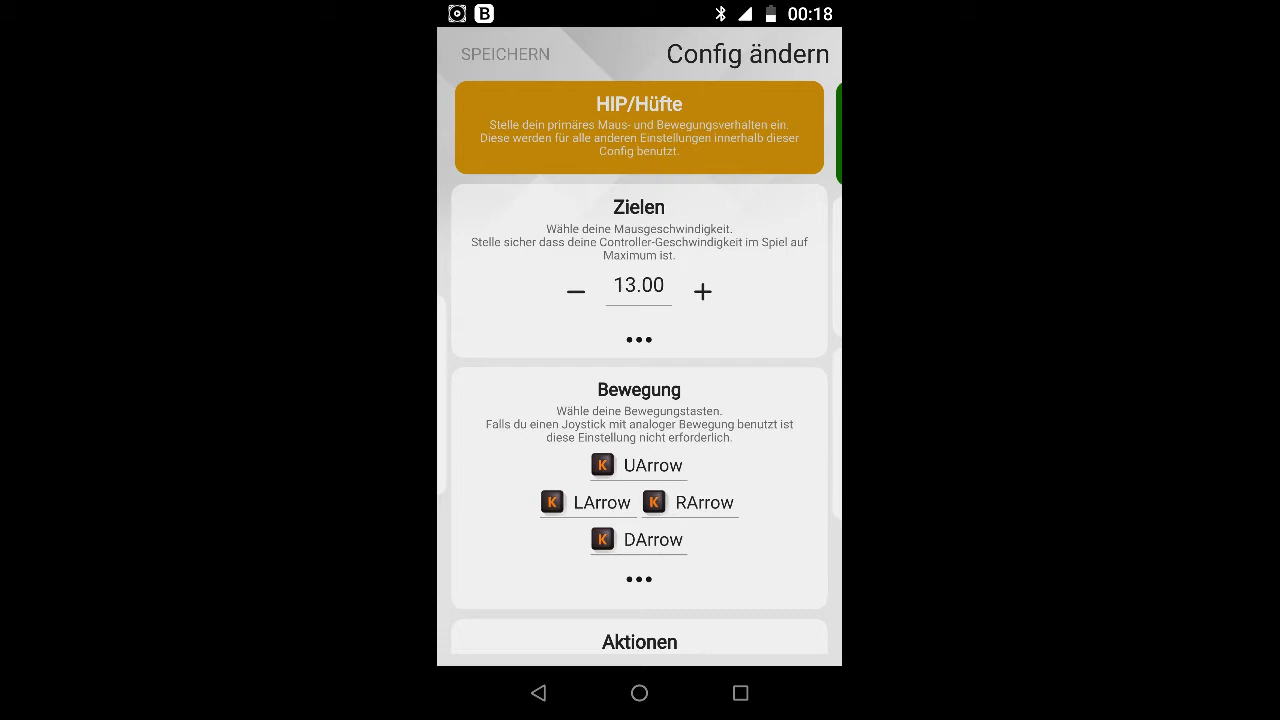 B 00:18
SPEICHERN Config ändern
HIP/Hüfte
Stelle dein primäres Maus- und Bewegungsverhalten ein.
Diese werden für alle anderen Einstellungen innerhalb dieser
Config benutzt.
Zielen
Wähle deine Mausgeschwindigkeit.
Stelle sicher dass deine Controller-Geschwindigkeit im Spiel auf
Maximum ist.
− 13.00 +
•••
Bewegung
Wähle deine Bewegungstasten.
Falls du einen Joystick mit analoger Bewegung benutzt ist
diese Einstellung nicht erforderlich.
K UArrow
K LArrow K RArrow
K DArrow
•••
Aktionen